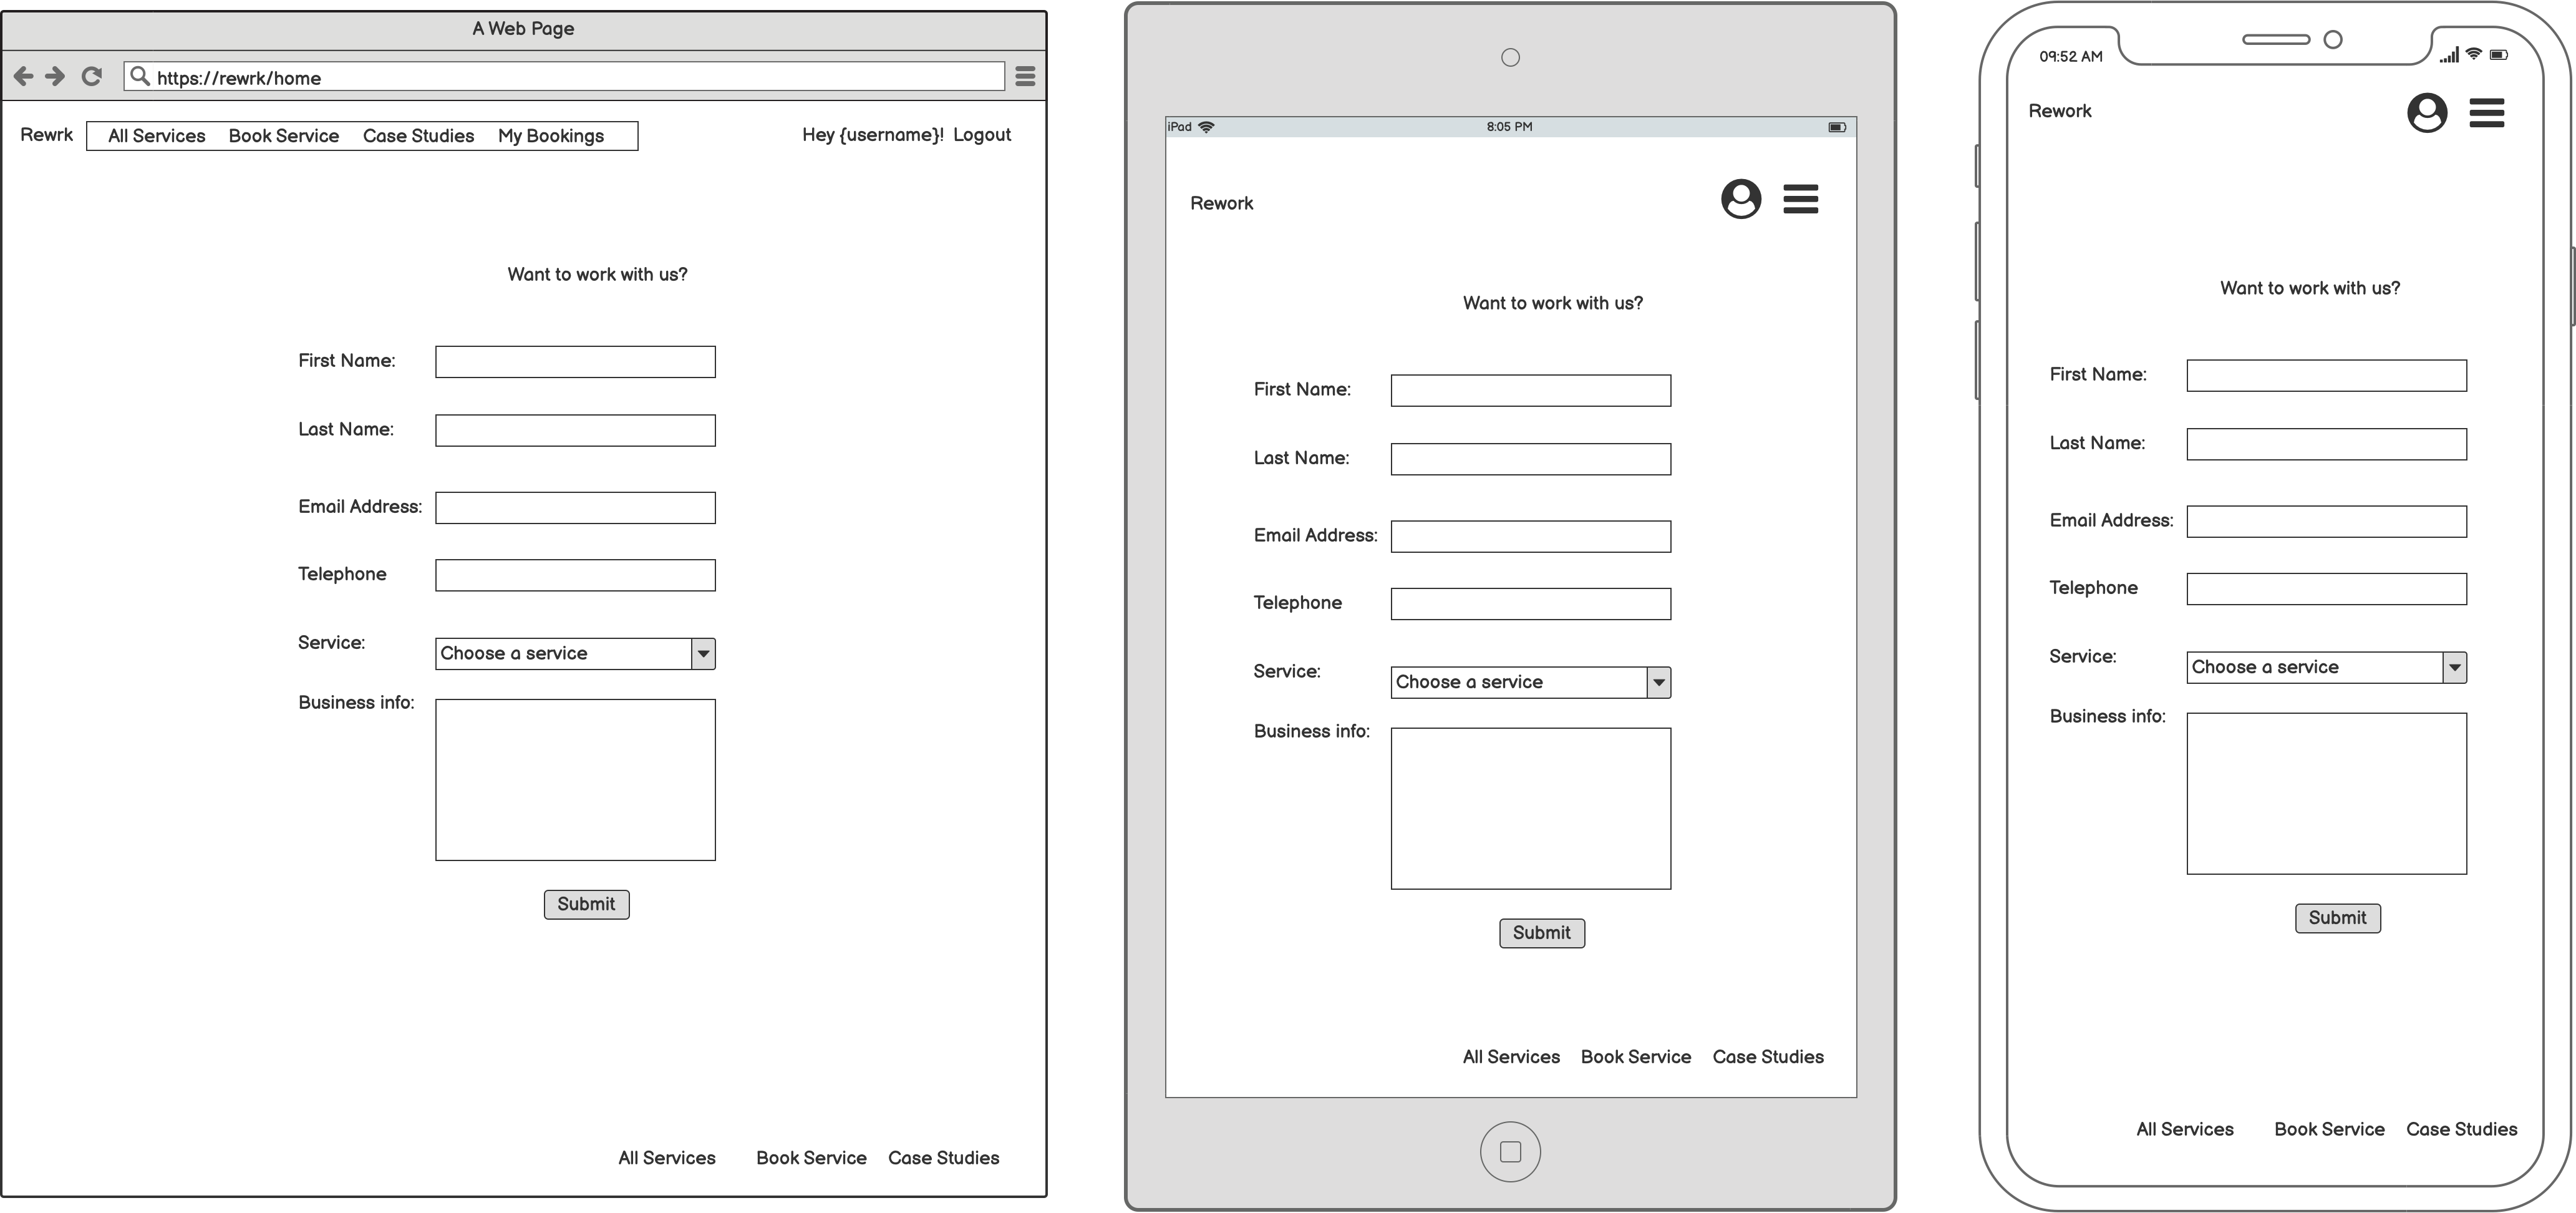 A Web Page
https://rewrk/home
Rewrk All Services Book Service Case Studies My Bookings Hey {username}! Logout
Want to work with us?
First Name:
Last Name:
Email Address:
Telephone
Service: Choose a service
Business info:
Submit
All Services Book Service Case Studies
iPad 8:05 PM
Rework
Want to work with us?
First Name:
Last Name:
Email Address:
Telephone
Service: Choose a service
Business info:
Submit
All Services Book Service Case Studies
09:52 AM
Rework
Want to work with us?
First Name:
Last Name:
Email Address:
Telephone
Service: Choose a service
Business info:
Submit
All Services Book Service Case Studies